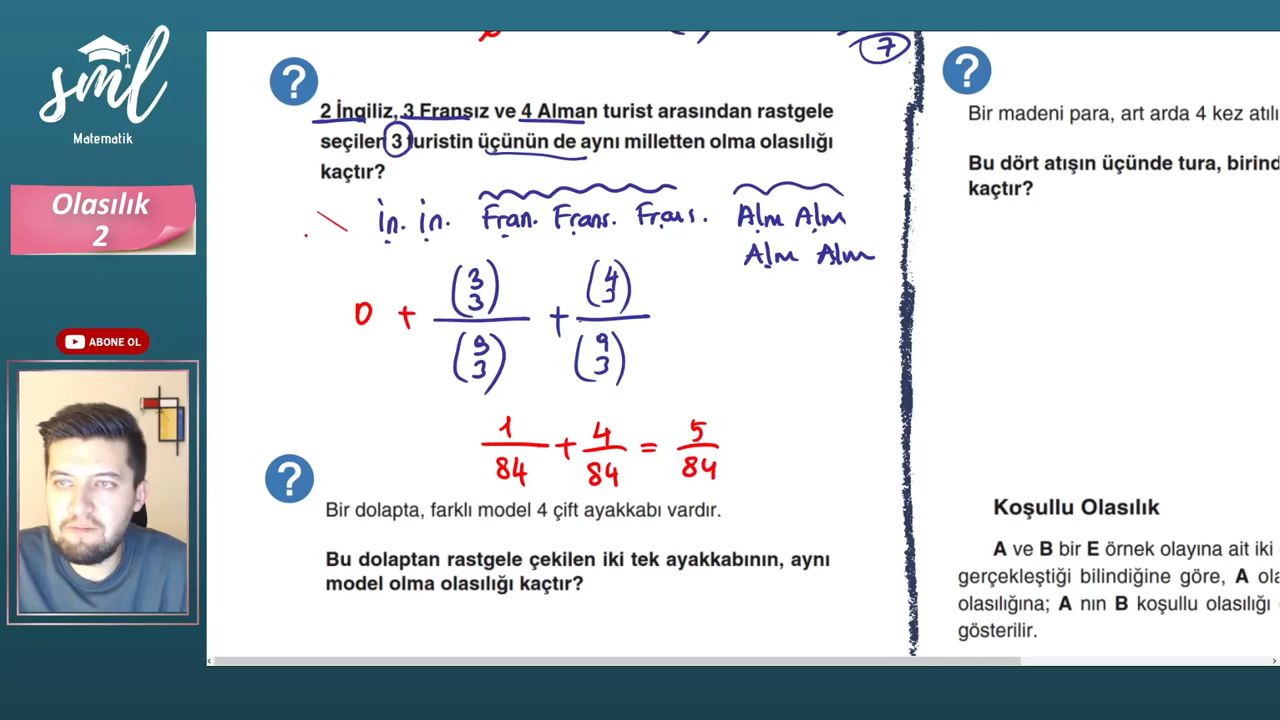 sml
Matematik
Olasılık
2
ABONE OL
7
?
2 İngiliz, 3 Fransız ve 4 Alman turist arasından rastgele
seçilen 3 turistin üçünün de aynı milletten olma olasılığı
kaçtır?
in. in. Fran. Frans. Frans. Alm Alm
Alm Alm
0 + (3 3) / (9 3) + (4 3) / (9 3)
1/84 + 4/84 = 5/84
?
Bir dolapta, farklı model 4 çift ayakkabı vardır.
Bu dolaptan rastgele çekilen iki tek ayakkabının, aynı
model olma olasılığı kaçtır?
?
Bir madeni para, art arda 4 kez atılı
Bu dört atışın üçünde tura, birind
kaçtır?
Koşullu Olasılık
A ve B bir E örnek olayına ait iki
gerçekleştiği bilindiğine göre, A ola
olasılığına; A nın B koşullu olasılığı
gösterilir.